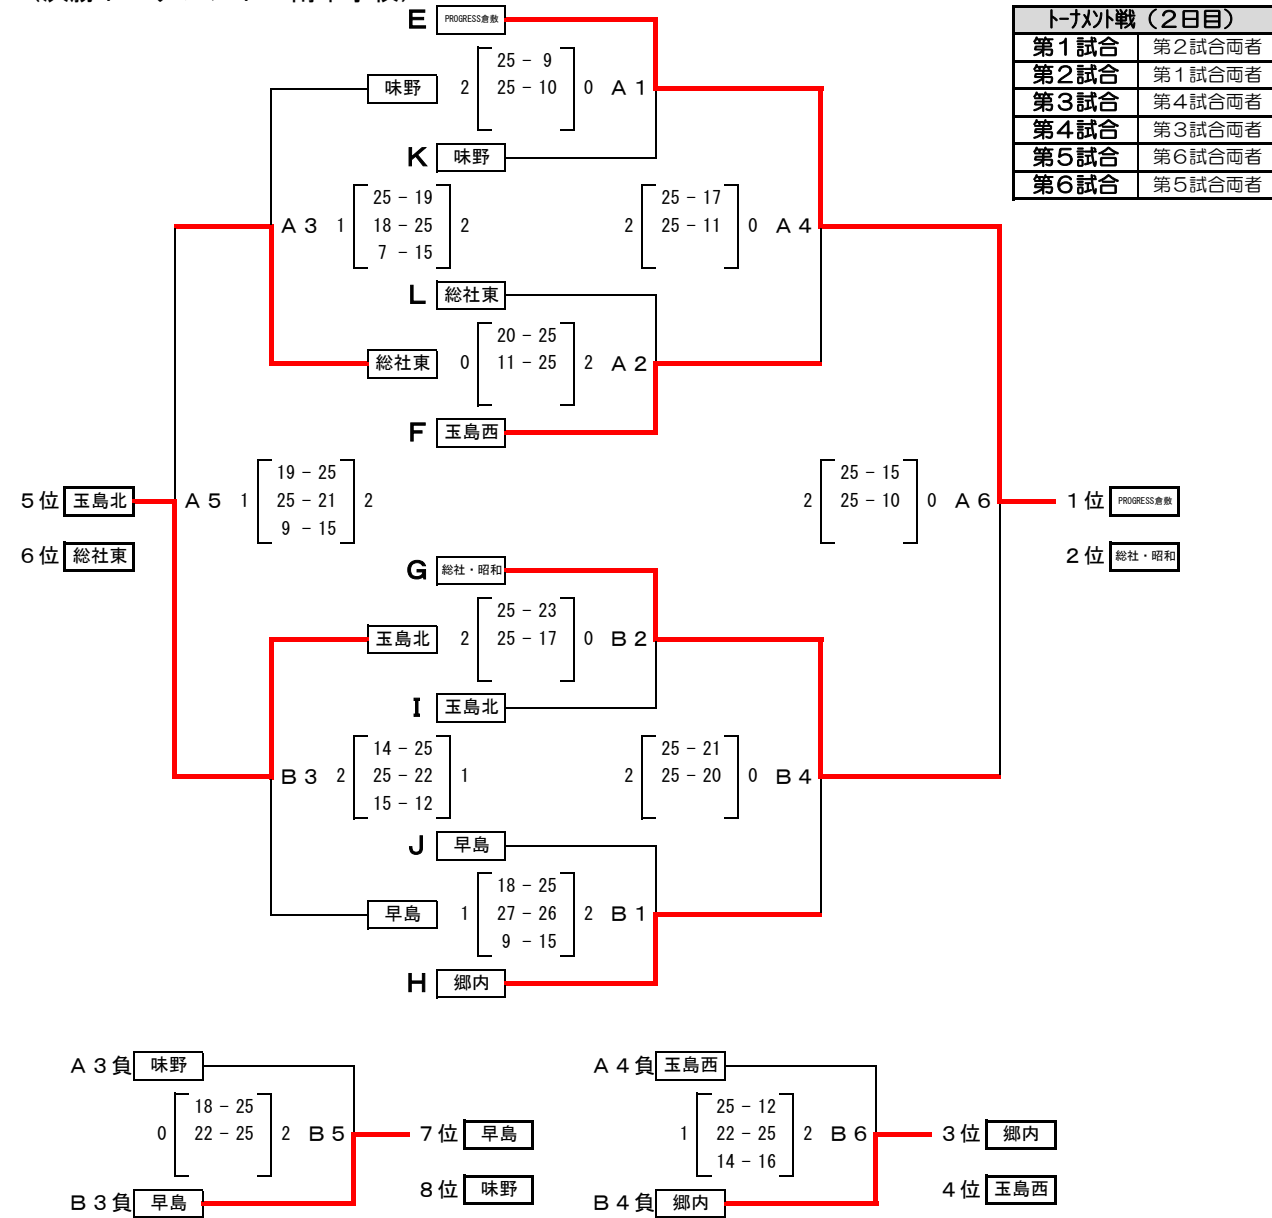 E PROGRESS倉敷
トーナメント戦（２日目）
第１試合 第２試合両者
第２試合 第１試合両者
第３試合 第４試合両者
第４試合 第３試合両者
第５試合 第６試合両者
第６試合 第５試合両者
25 － 9
味野 2 25 － 10 0 Ａ１
K 味野
25 － 19
Ａ３ 1 18 － 25 2
7 － 15
25 － 17
2 25 － 11 0 Ａ４
L 総社東
20 － 25
総社東 0 11 － 25 2 Ａ２
F 玉島西
19 － 25
５位 玉島北 Ａ５ 1 25 － 21 2
9 － 15
６位 総社東
25 － 15
2 25 － 10 0 Ａ６ １位 PROGRESS倉敷
２位 総社・昭和
G 総社・昭和
25 － 23
玉島北 2 25 － 17 0 Ｂ２
I 玉島北
14 － 25
Ｂ３ 2 25 － 22 1
15 － 12
25 － 21
2 25 － 20 0 Ｂ４
J 早島
18 － 25
早島 1 27 － 26 2 Ｂ１
9 － 15
H 郷内
Ａ３負 味野
18 － 25
0 22 － 25 2 Ｂ５ ７位 早島
８位 味野
Ｂ３負 早島
Ａ４負 玉島西
25 － 12
1 22 － 25 2 Ｂ６ ３位 郷内
14 － 16
４位 玉島西
Ｂ４負 郷内